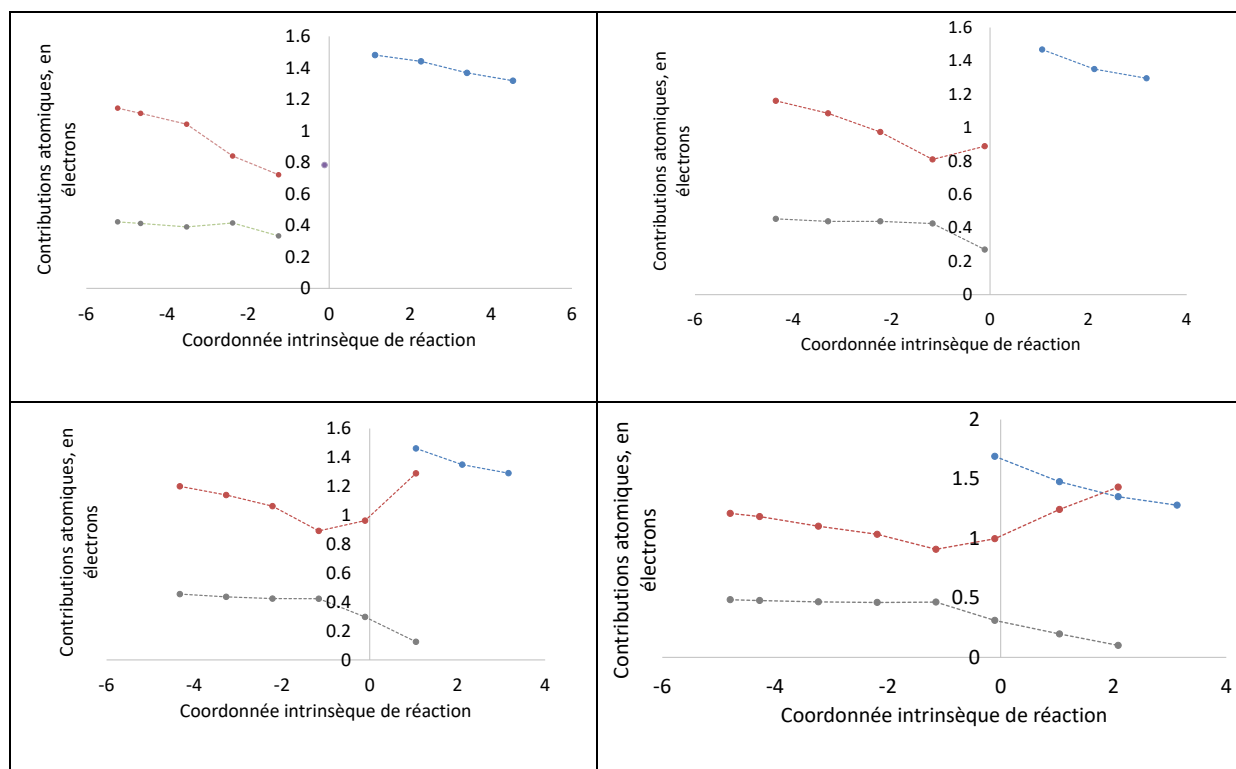 Contributions atomiques, en
électrons
1.6
1.4
1.2
1
0.8
0.6
0.4
0.2
0
-6 -4 -2 0 2 4 6
Coordonnée intrinsèque de réaction
Contributions atomiques, en
électrons
1.6
1.4
1.2
1
0.8
0.6
0.4
0.2
0
-6 -4 -2 0 2 4
Coordonnée intrinsèque de réaction
Contributions atomiques, en
électrons
1.6
1.4
1.2
1
0.8
0.6
0.4
0.2
0
-6 -4 -2 0 2 4
Coordonnée intrinsèque de réaction
Contributions atomiques, en
électrons
2
1.5
1
0.5
0
-6 -4 -2 0 2 4
Coordonnée intrinsèque de réaction